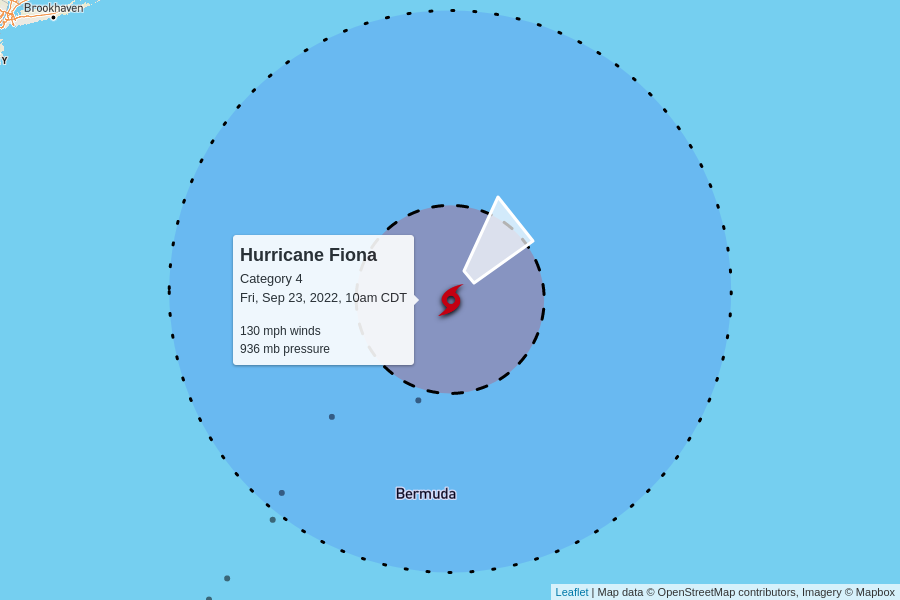 Brookhaven
Y
Hurricane Fiona
Category 4
Fri, Sep 23, 2022, 10am CDT
130 mph winds
936 mb pressure
Bermuda
Leaflet | Map data © OpenStreetMap contributors, Imagery © Mapbox